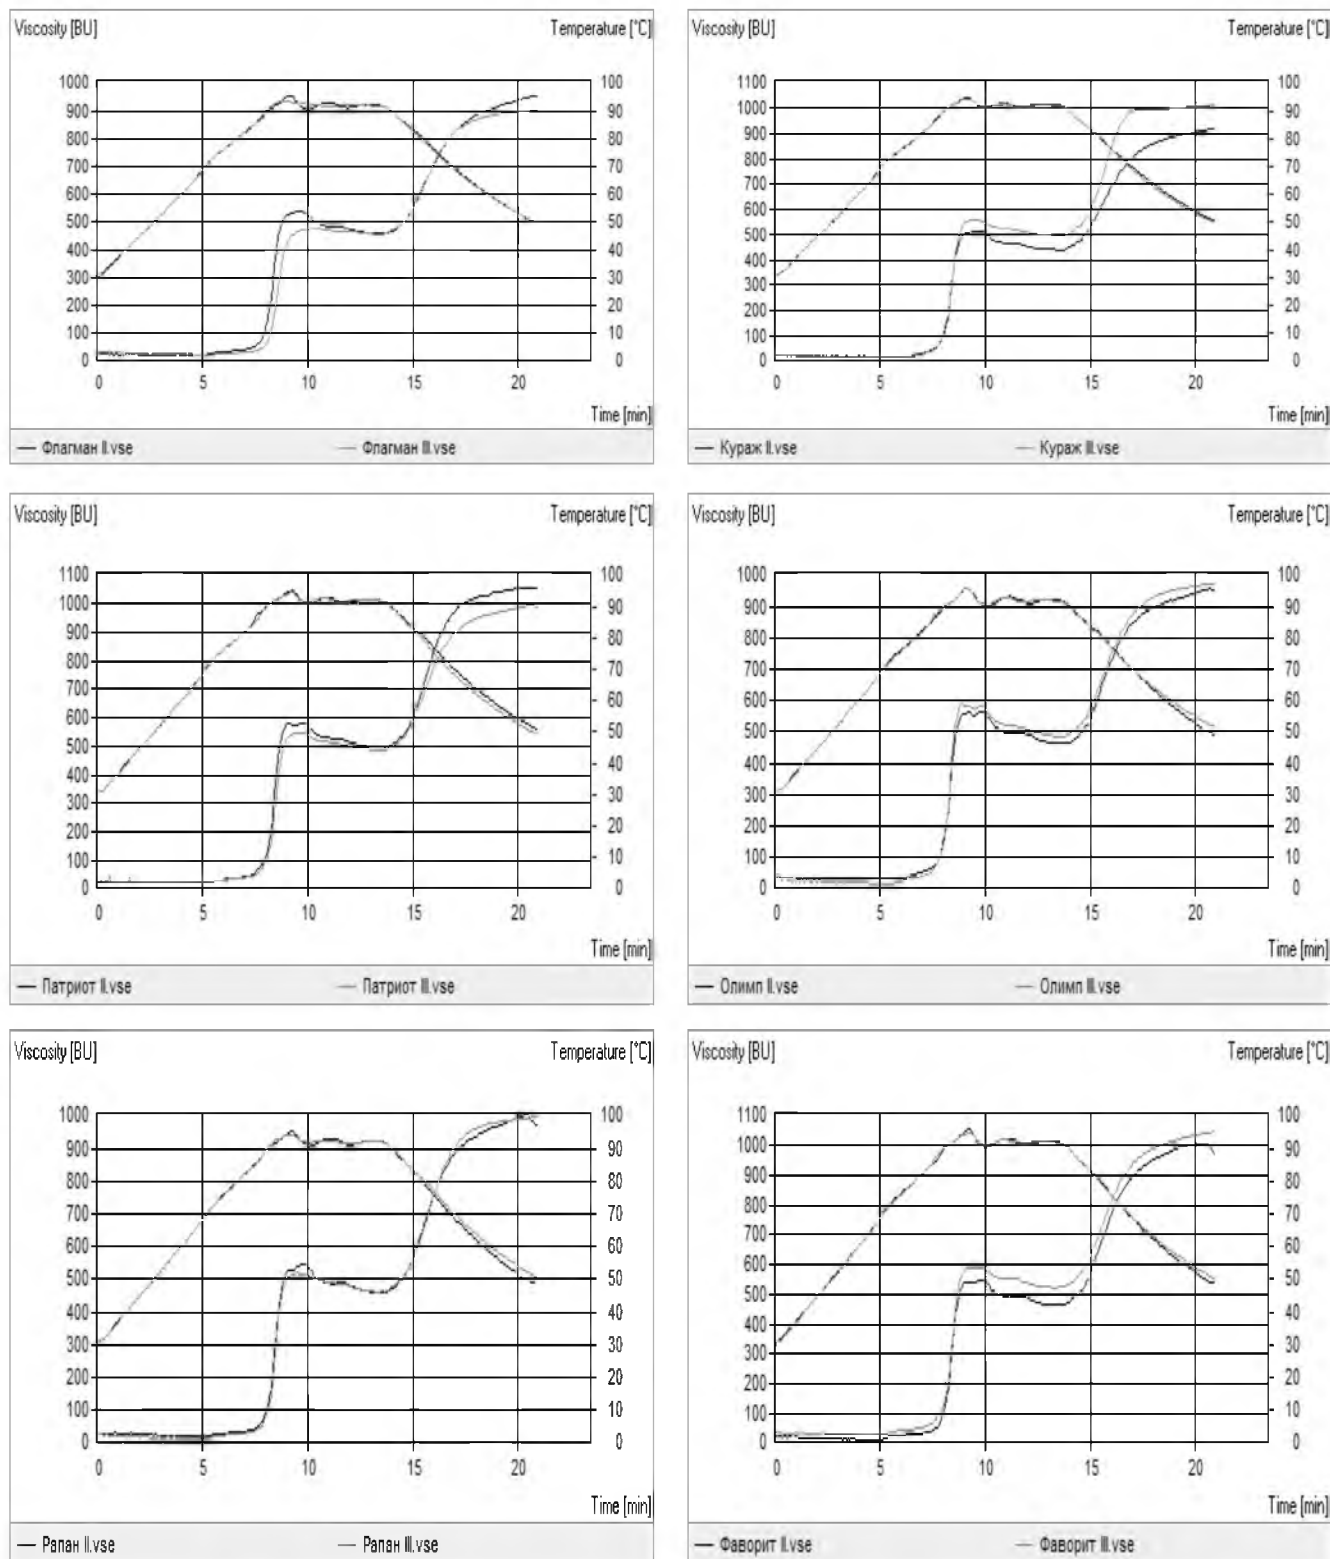 Viscosity [BU] Temperature [°C]
1000 100
900 90
800 80
700 70
600 60
500 50
400 40
300 30
200 20
100 10
0 0
0 5 10 15 20
Time [min]
— Флагман II.vse — Флагман III.vse
Viscosity [BU] Temperature [°C]
1100 100
1000 90
900 80
800 70
700 60
600 50
500 40
400 30
300 20
200 10
100 0
0
0 5 10 15 20
Time [min]
— Кураж II.vse — Кураж III.vse
Viscosity [BU] Temperature [°C]
1100 100
1000 90
900 80
800 70
700 60
600 50
500 40
400 30
300 20
200 10
100 0
0
0 5 10 15 20
Time [min]
— Патриот II.vse — Патриот III.vse
Viscosity [BU] Temperature [°C]
1000 100
900 90
800 80
700 70
600 60
500 50
400 40
300 30
200 20
100 10
0 0
0 5 10 15 20
Time [min]
— Олимп II.vse — Олимп III.vse
Viscosity [BU] Temperature [°C]
1000 100
900 90
800 80
700 70
600 60
500 50
400 40
300 30
200 20
100 10
0 0
0 5 10 15 20
Time [min]
— Рапан II.vse — Рапан III.vse
Viscosity [BU] Temperature [°C]
1100 100
1000 90
900 80
800 70
700 60
600 50
500 40
400 30
300 20
200 10
100 0
0
0 5 10 15 20
Time [min]
— Фаворит II.vse — Фаворит III.vse